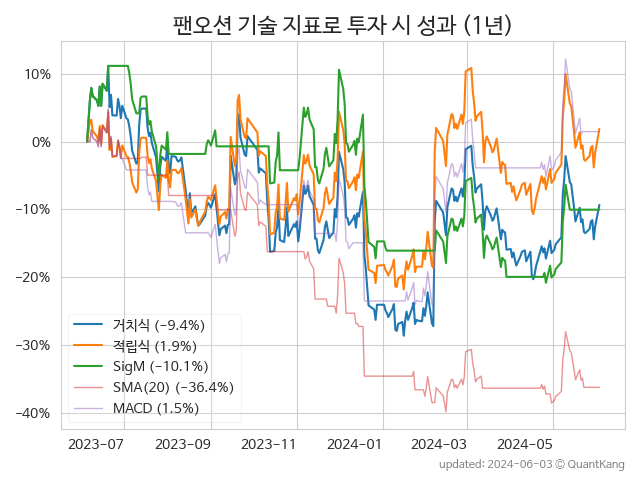 팬오션 기술 지표로 투자 시 성과 (1년)
10%
0%
−10%
−20%
−30%
−40%
거치식 (−9.4%)
적립식 (1.9%)
SigM (−10.1%)
SMA(20) (−36.4%)
MACD (1.5%)
2023−07
2023−09
2023−11
2024−01
2024−03
2024−05
updated: 2024-06-03 © QuantKang